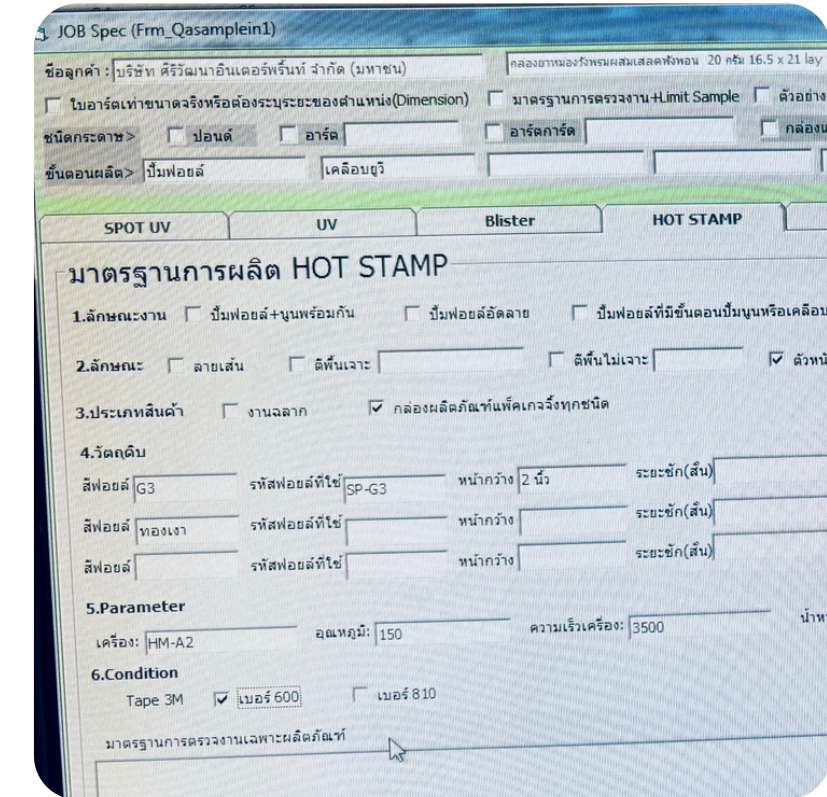 JOB Spec (Frm_Qasamplein1)
ชื่อลูกค้า : บริษัท ศิริวัฒนาอินเตอร์พริ้นท์ จำกัด (มหาชน) 20 กรัม 16.5 x 21 lay
ใบอาร์ตเท่าขนาดจริงหรือต้องระบุระยะของตำแหน่ง(Dimension) มาตรฐานการตรวจงาน+Limit Sample ตัวอย่าง
ชนิดกระดาษ> ปอนด์ อาร์ต อาร์ตการ์ด
ขั้นตอนผลิต> ปั๊มฟอยล์ เคลือบยูวี
SPOT UV UV Blister HOT STAMP
มาตรฐานการผลิต HOT STAMP
1.ลักษณะงาน ปั๊มฟอยล์+นูนพร้อมกัน ปั๊มฟอยล์อัดลาย ปั๊มฟอยล์ที่มีขั้นตอนปั๊มนูนหรือเคลือบ
2.ลักษณะ ลายเส้น ตีพื้นเจาะ ตีพื้นไม่เจาะ
3.ประเภทสินค้า งานฉลาก กล่องผลิตภัณฑ์แพ็คเกจจิ้งทุกชนิด
4.วัตถุดิบ
สีฟอยล์ G3 รหัสฟอยล์ที่ใช้ SP-G3 หน้ากว้าง 2 นิ้ว ระยะชัก(สั้น)
สีฟอยล์ ทองเงา รหัสฟอยล์ที่ใช้ หน้ากว้าง ระยะชัก(สั้น)
สีฟอยล์ รหัสฟอยล์ที่ใช้ หน้ากว้าง ระยะชัก(สั้น)
5.Parameter
เครื่อง: HM-A2 อุณหภูมิ: 150 ความเร็วเครื่อง: 3500
6.Condition
Tape 3M เบอร์ 600 เบอร์ 810
มาตรฐานการตรวจงานเฉพาะผลิตภัณฑ์